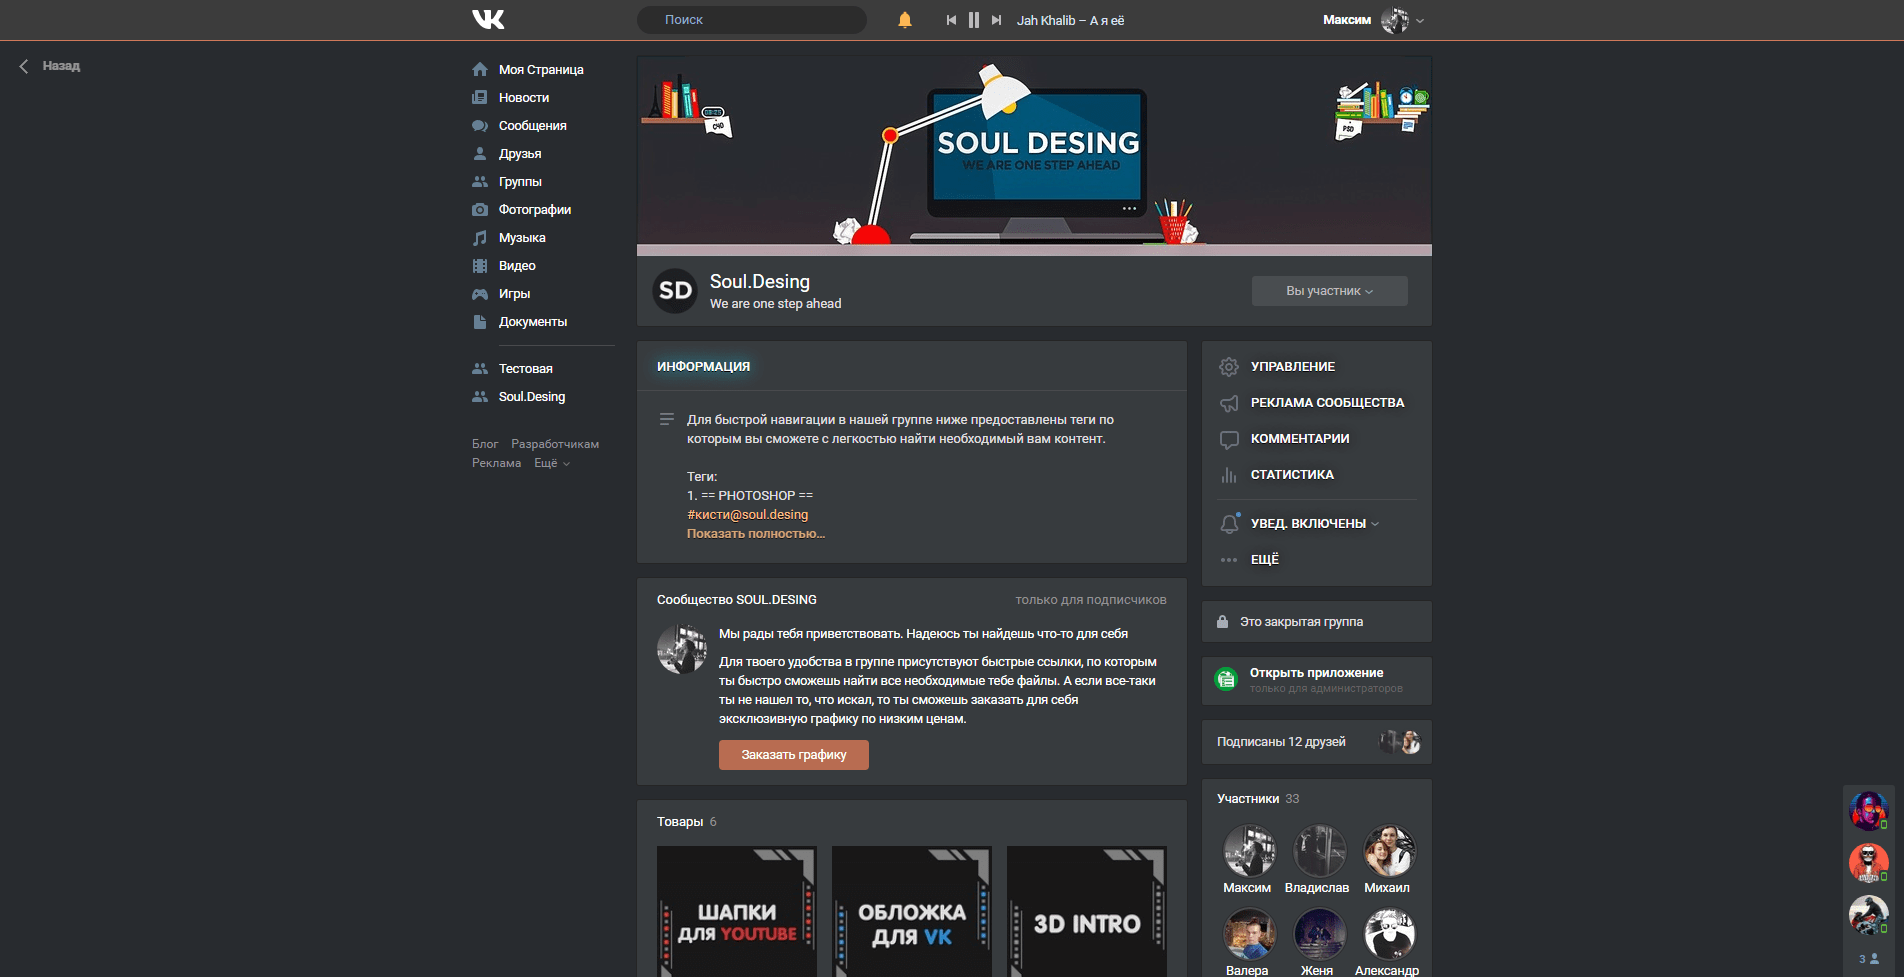 Поиск
Jah Khalib – А я её
Максим
Назад
Моя Страница
Новости
Сообщения
Друзья
Группы
Фотографии
Музыка
Видео
Игры
Документы
Тестовая
Soul.Desing
Блог Разработчикам
Реклама Ещё
08:25
C4D
PSD
SOUL DESING
WE ARE ONE STEP AHEAD
SD
Soul.Desing
We are one step ahead
Вы участник
ИНФОРМАЦИЯ
Для быстрой навигации в нашей группе ниже предоставлены теги по
которым вы сможете с легкостью найти необходимый вам контент.
Теги:
1. == PHOTOSHOP ==
#кисти@soul.desing
Показать полностью...
Сообщество SOUL.DESING
только для подписчиков
Мы рады тебя приветствовать. Надеюсь ты найдешь что-то для себя
Для твоего удобства в группе присутствуют быстрые ссылки, по которым
ты быстро сможешь найти все необходимые тебе файлы. А если все-таки
ты не нашел то, что искал, то ты сможешь заказать для себя
эксклюзивную графику по низким ценам.
Заказать графику
Товары 6
ШАПКИ
ДЛЯ YOUTUBE
ОБЛОЖКА
ДЛЯ VK
3D INTRO
УПРАВЛЕНИЕ
РЕКЛАМА СООБЩЕСТВА
КОММЕНТАРИИ
СТАТИСТИКА
УВЕД. ВКЛЮЧЕНЫ
ЕЩЁ
Это закрытая группа
Открыть приложение
только для администраторов
Подписаны 12 друзей
Участники 33
Максим Владислав Михаил
Валера Женя Александр
3